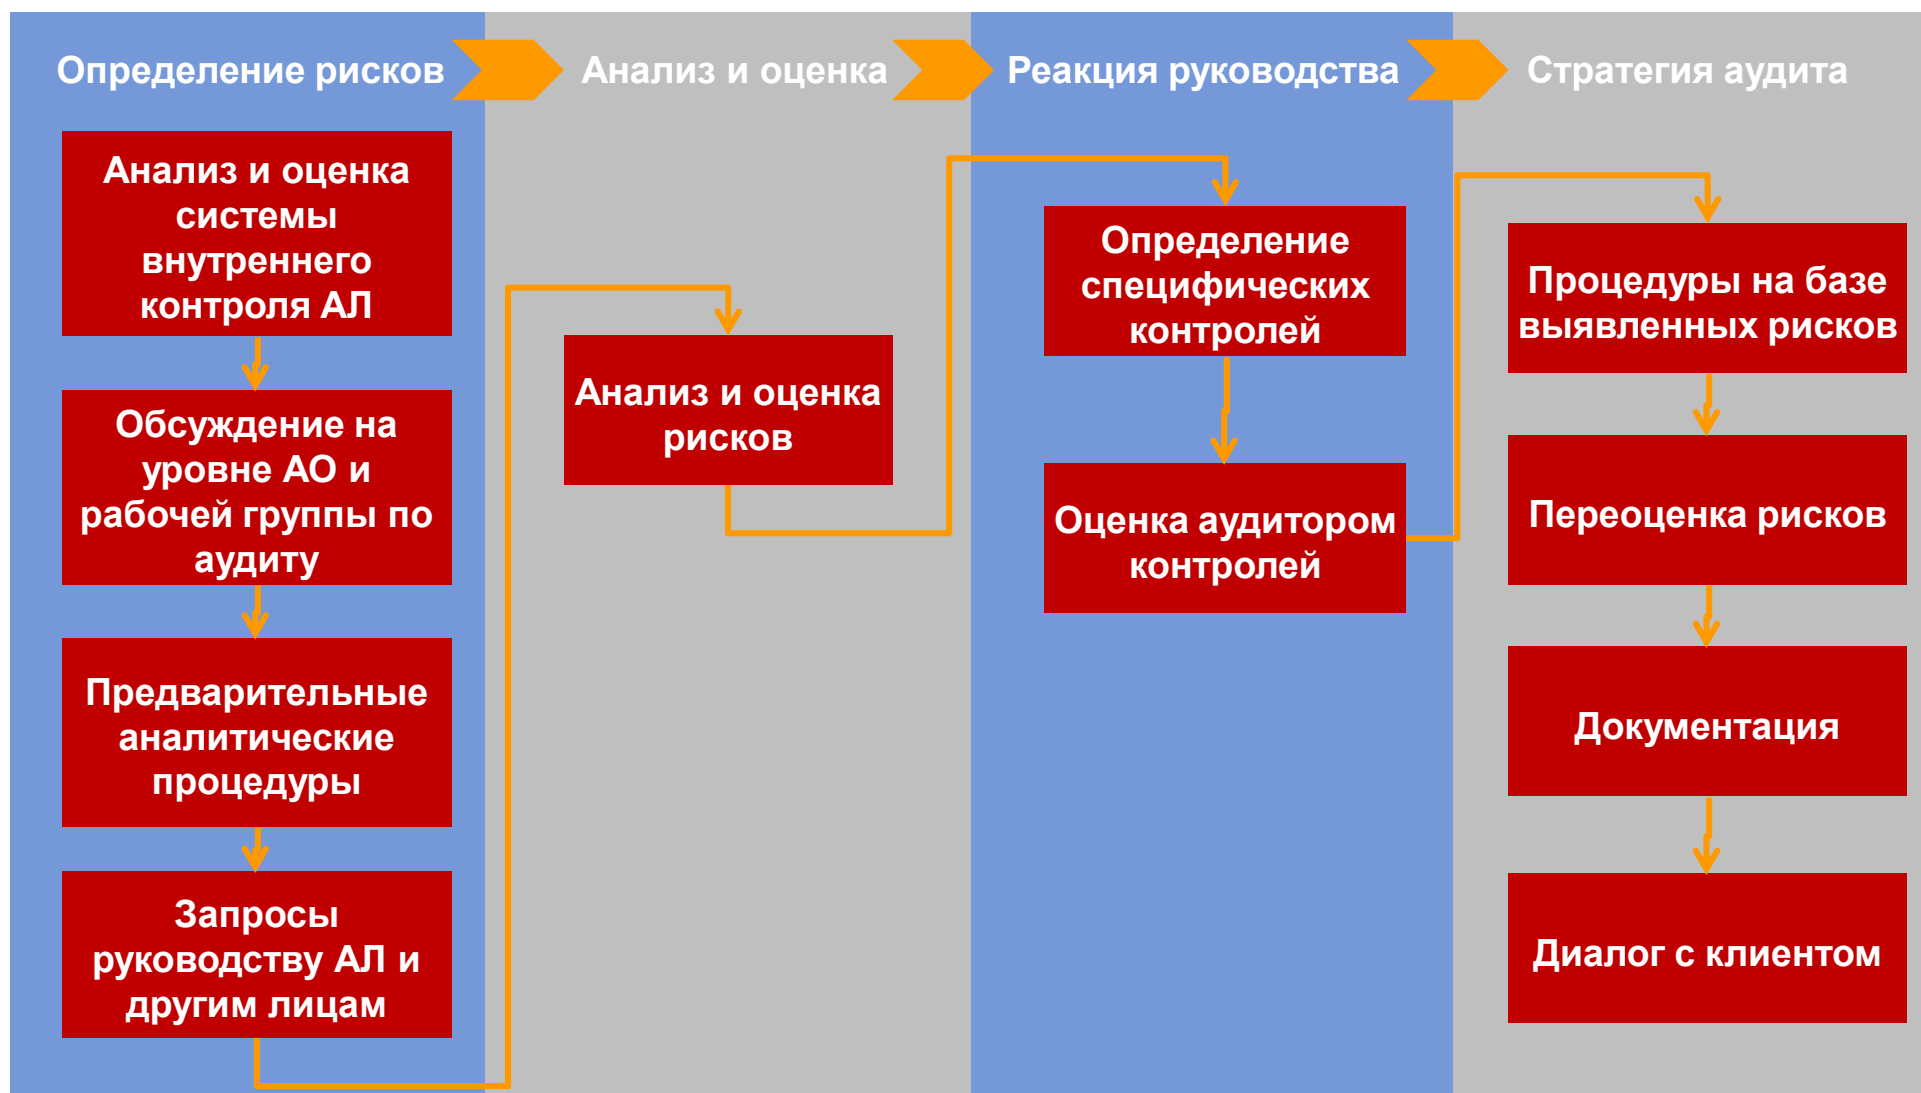 Определение рисков
Анализ и оценка
Реакция руководства
Стратегия аудита
Анализ и оценка
системы
внутреннего
контроля АЛ
Обсуждение на
уровне АО и
рабочей группы по
аудиту
Предварительные
аналитические
процедуры
Запросы
руководству АЛ и
другим лицам
Анализ и оценка
рисков
Определение
специфических
контролей
Оценка аудитором
контролей
Процедуры на базе
выявленных рисков
Переоценка рисков
Документация
Диалог с клиентом